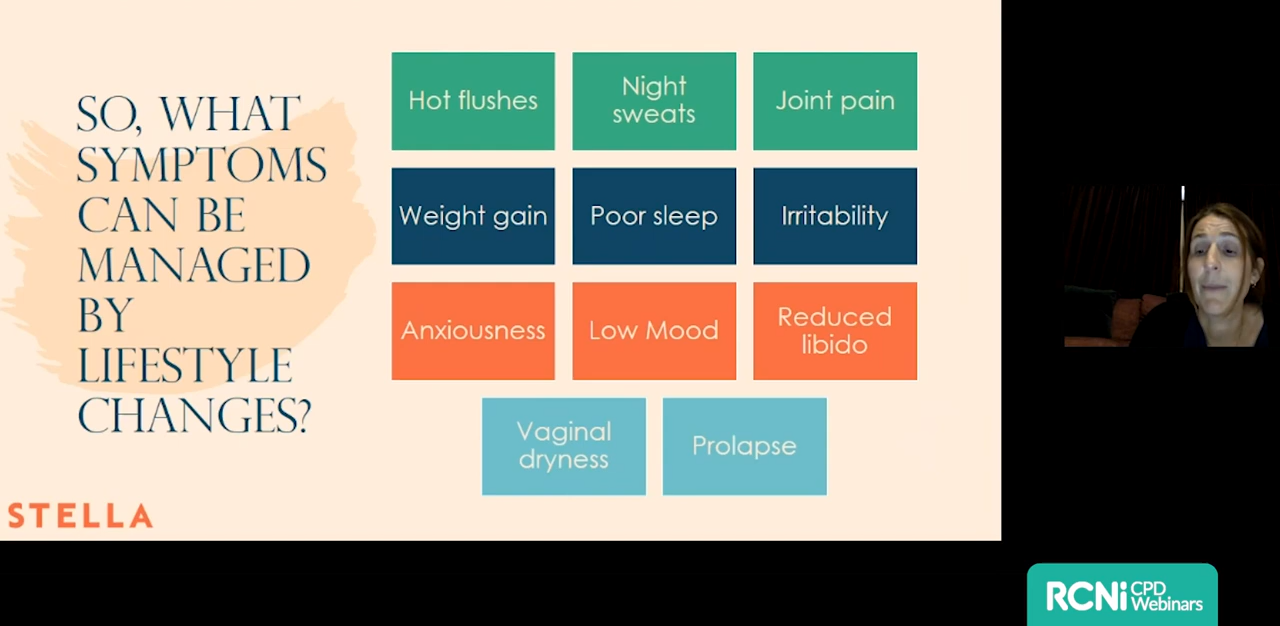 SO, WHAT
SYMPTOMS
CAN BE
MANAGED
BY
LIFESTYLE
CHANGES?
Hot flushes
Night
sweats
Joint pain
Weight gain
Poor sleep
Irritability
Anxiousness
Low Mood
Reduced
libido
Vaginal
dryness
Prolapse
STELLA
RCNi CPD
Webinars